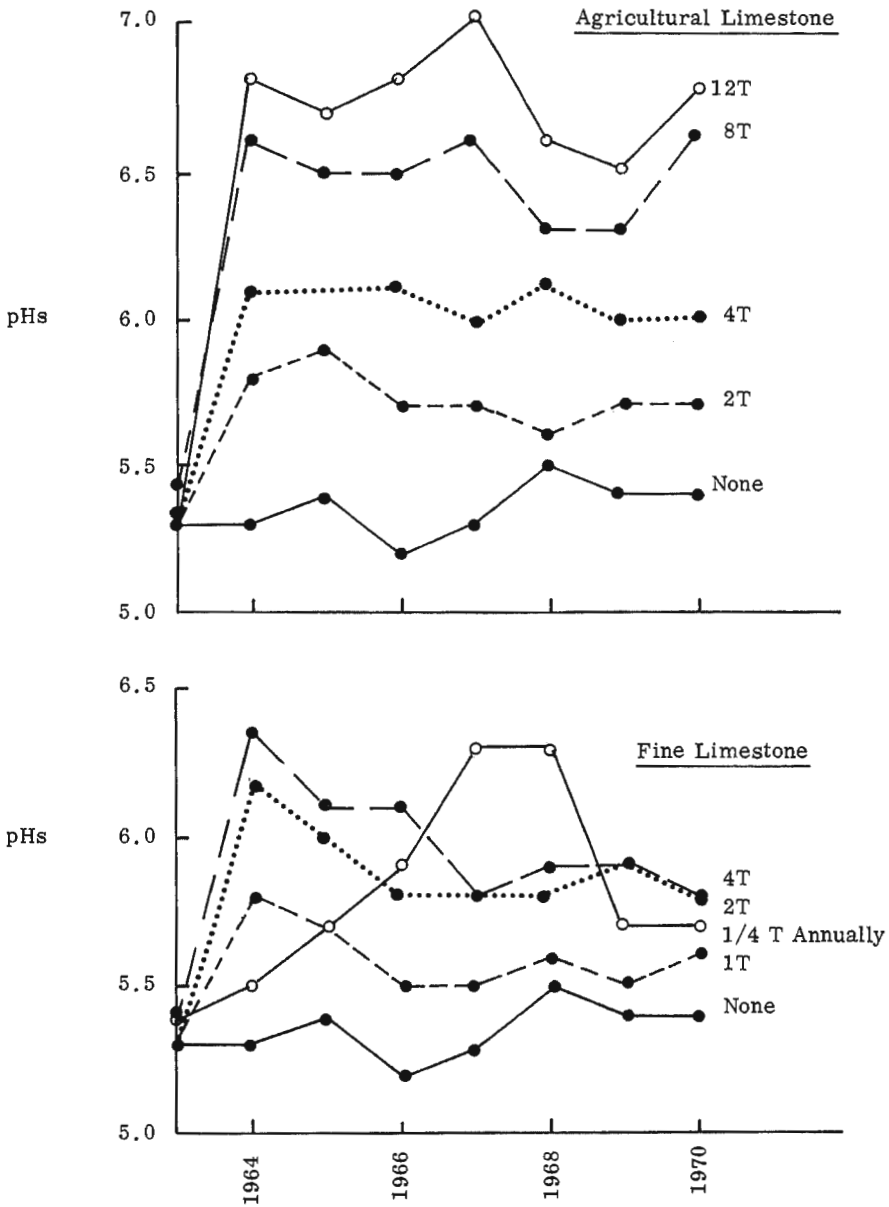 Agricultural Limestone
7.0
12T
8T
6.5
pHs
6.0
4T
2T
5.5
None
5.0
6.5
Fine Limestone
pHs
6.0
4T
2T
1/4 T Annually
1T
5.5
None
5.0
1964
1966
1968
1970